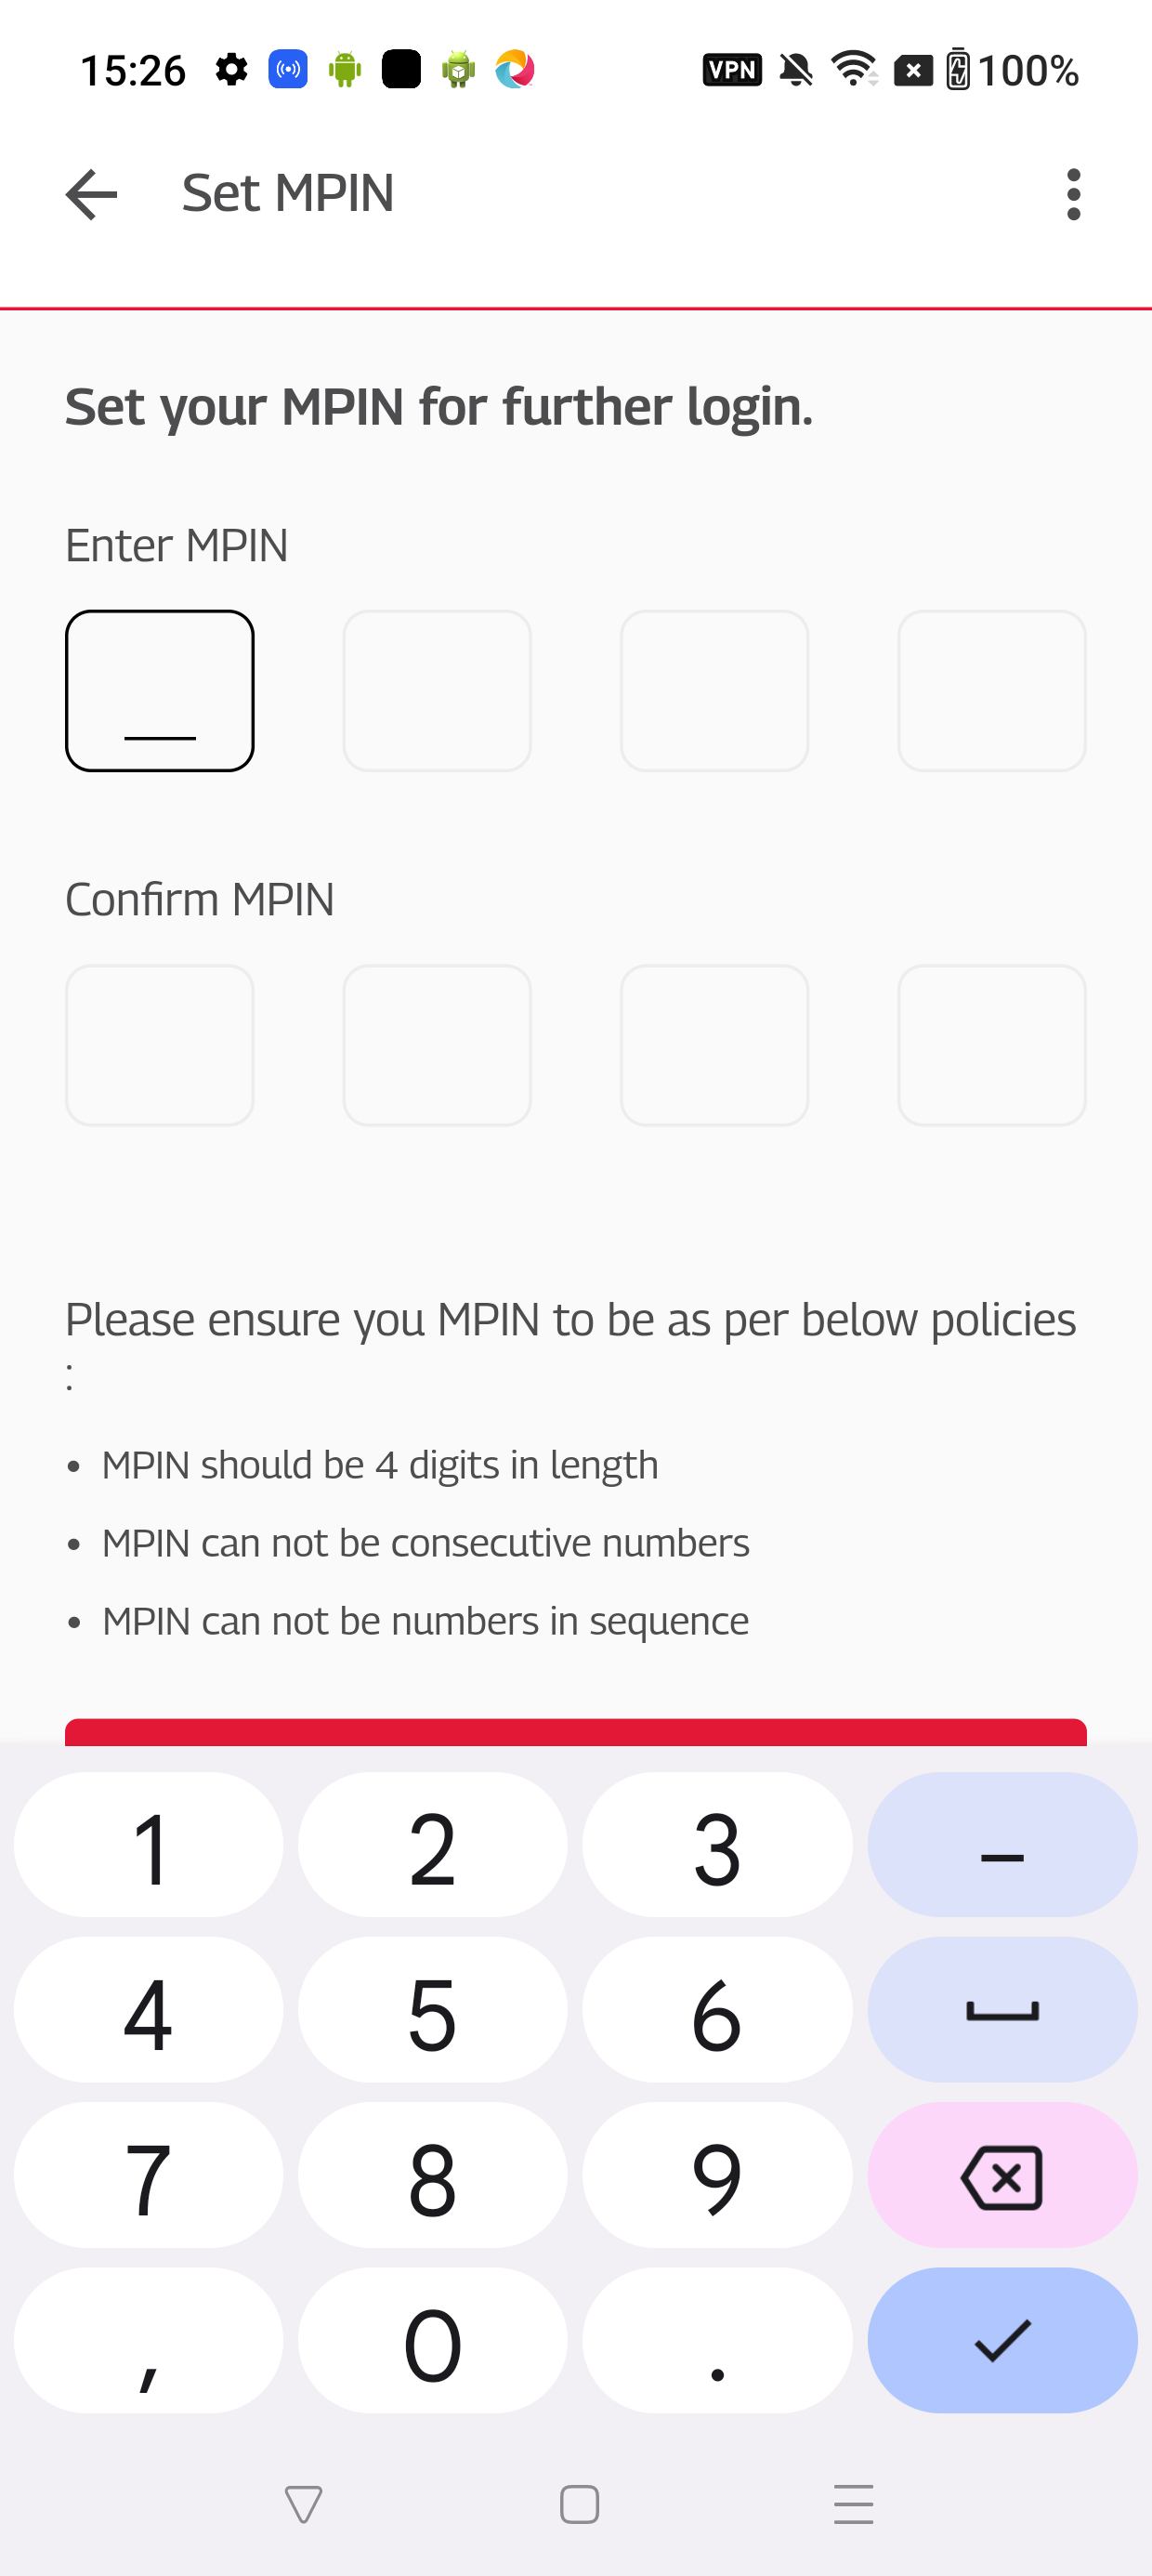 15:26 VPN 100%
Set MPIN
Set your MPIN for further login.
Enter MPIN
Confirm MPIN
Please ensure you MPIN to be as per below policies
:
• MPIN should be 4 digits in length
• MPIN can not be consecutive numbers
• MPIN can not be numbers in sequence
1 2 3 –
4 5 6
7 8 9
, 0 .